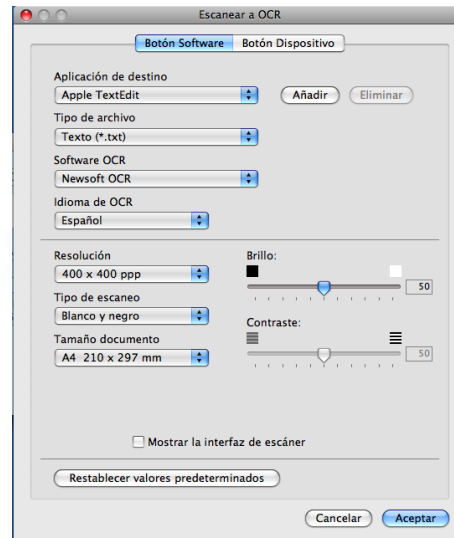 Escanear a OCR
Botón Software Botón Dispositivo
Aplicación de destino
Apple TextEdit Añadir Eliminar
Tipo de archivo
Texto (*.txt)
Software OCR
Newsoft OCR
Idioma de OCR
Español
Resolución Brillo:
400 x 400 ppp 50
Tipo de escaneo
Blanco y negro
Contraste:
Tamaño documento
A4 210 x 297 mm 50
Mostrar la interfaz de escáner
Restablecer valores predeterminados
Cancelar Aceptar